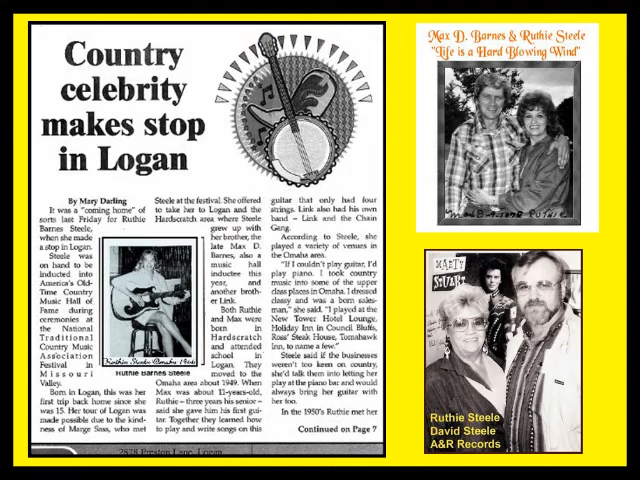 Country
celebrity
makes stop
in Logan
By Mary Darling
It was a "coming home" of
sorts last Friday for Ruthie
Barnes Steele,
when she made
a stop in Logan.
Steele was
on hand to be
inducted into
America's Old-
Time Country
Music Hall of
Fame during
ceremonies at
the National
Traditional
Country Music
Association
Festival in
Missouri
Valley.
Born in Logan, this was her
first trip back home since she
was 15. Her tour of Logan was
made possible due to the kind-
ness of Marge Sass, who met
Ruthie Steele Omaha 1966
Ruthie Barnes Steele
Steele at the festival. She offered
to take her to Logan and the
Hardscratch area where Steele
grew up with
her brother, the
late Max D.
Barnes, also a
music hall
inductee this
year, and
another broth-
er Link.
Both Ruthie
and Max were
born in
Hardscratch
and attended
school in
Logan. They
moved to the
Omaha area about 1949. When
Max was about 11-years-old,
Ruthie – three years his senior –
said she gave him his first gui-
tar. Together they learned how
to play and write songs on this
guitar that only had four
strings. Link also had his own
band – Link and the Chain
Gang.
According to Steele, she
played a variety of venues in
the Omaha area.
"If I couldn't play guitar, I'd
play piano. I took country
music into some of the upper
class places in Omaha. I dressed
classy and was a born sales-
man," she said. "I played at the
New Tower Hotel Lounge,
Holiday Inn in Council Bluffs,
Ross' Steak House, Tomahawk
Inn, to name a few."
Steele said if the businesses
weren't too keen on country,
she'd talk them into letting her
play at the piano bar and would
always bring her guitar with
her too.
In the 1950's Ruthie met her
Continued on Page 7
2878 Preston Lane, Logan
Max D. Barnes & Ruthie Steele
"Life is a Hard Blowing Wind"
RUTHIE
MARTY
STUART
Ruthie Steele
David Steele
A&R Records